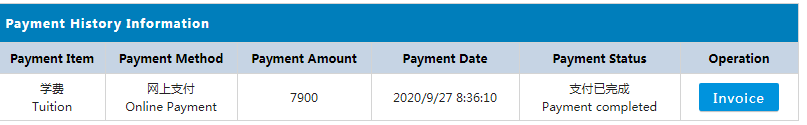 Payment History Information
Payment Item Payment Method Payment Amount Payment Date Payment Status Operation
学费 网上支付 支付已完成
Tuition Online Payment 7900 2020/9/27 8:36:10 Payment completed Invoice